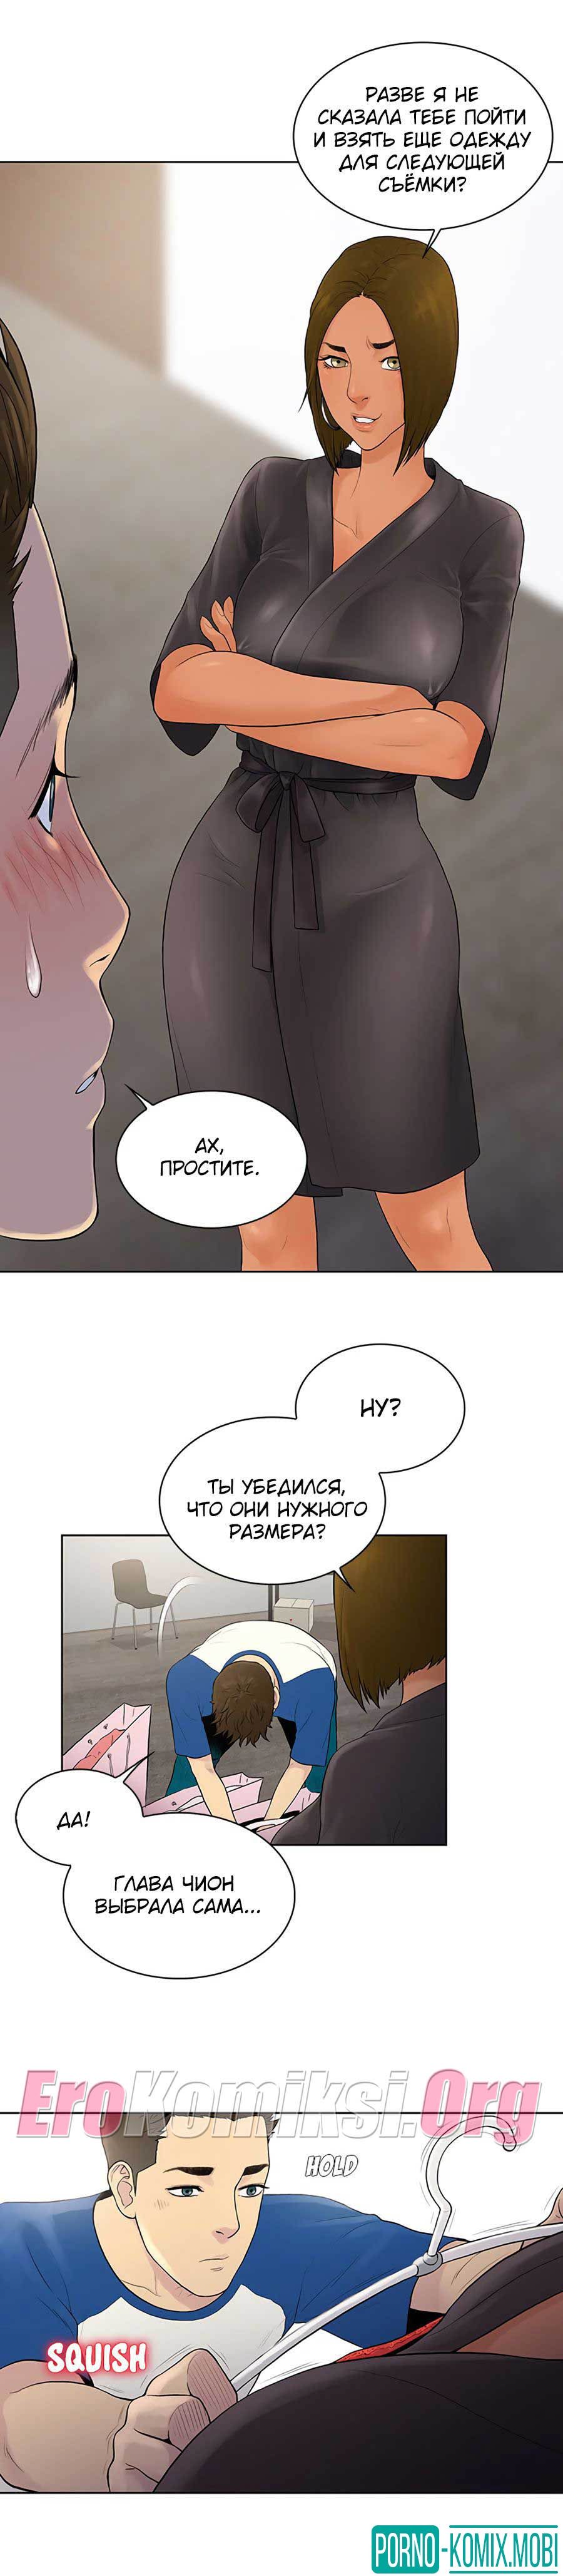 РАЗВЕ Я НЕ
СКАЗАЛА ТЕБЕ ПОЙТИ
И ВЗЯТЬ ЕЩЕ ОДЕЖДУ
ДЛЯ СЛЕДУЮЩЕЙ
СЪЁМКИ?
АХ,
ПРОСТИТЕ.
НУ?
ТЫ УБЕДИЛСЯ,
ЧТО ОНИ НУЖНОГО
РАЗМЕРА?
ДА!
ГЛАВА ЧИОН
ВЫБРАЛА САМА...
EroKomiksi.Org
HOLD
SQUISH
PORNO-KOMIX.MOBI